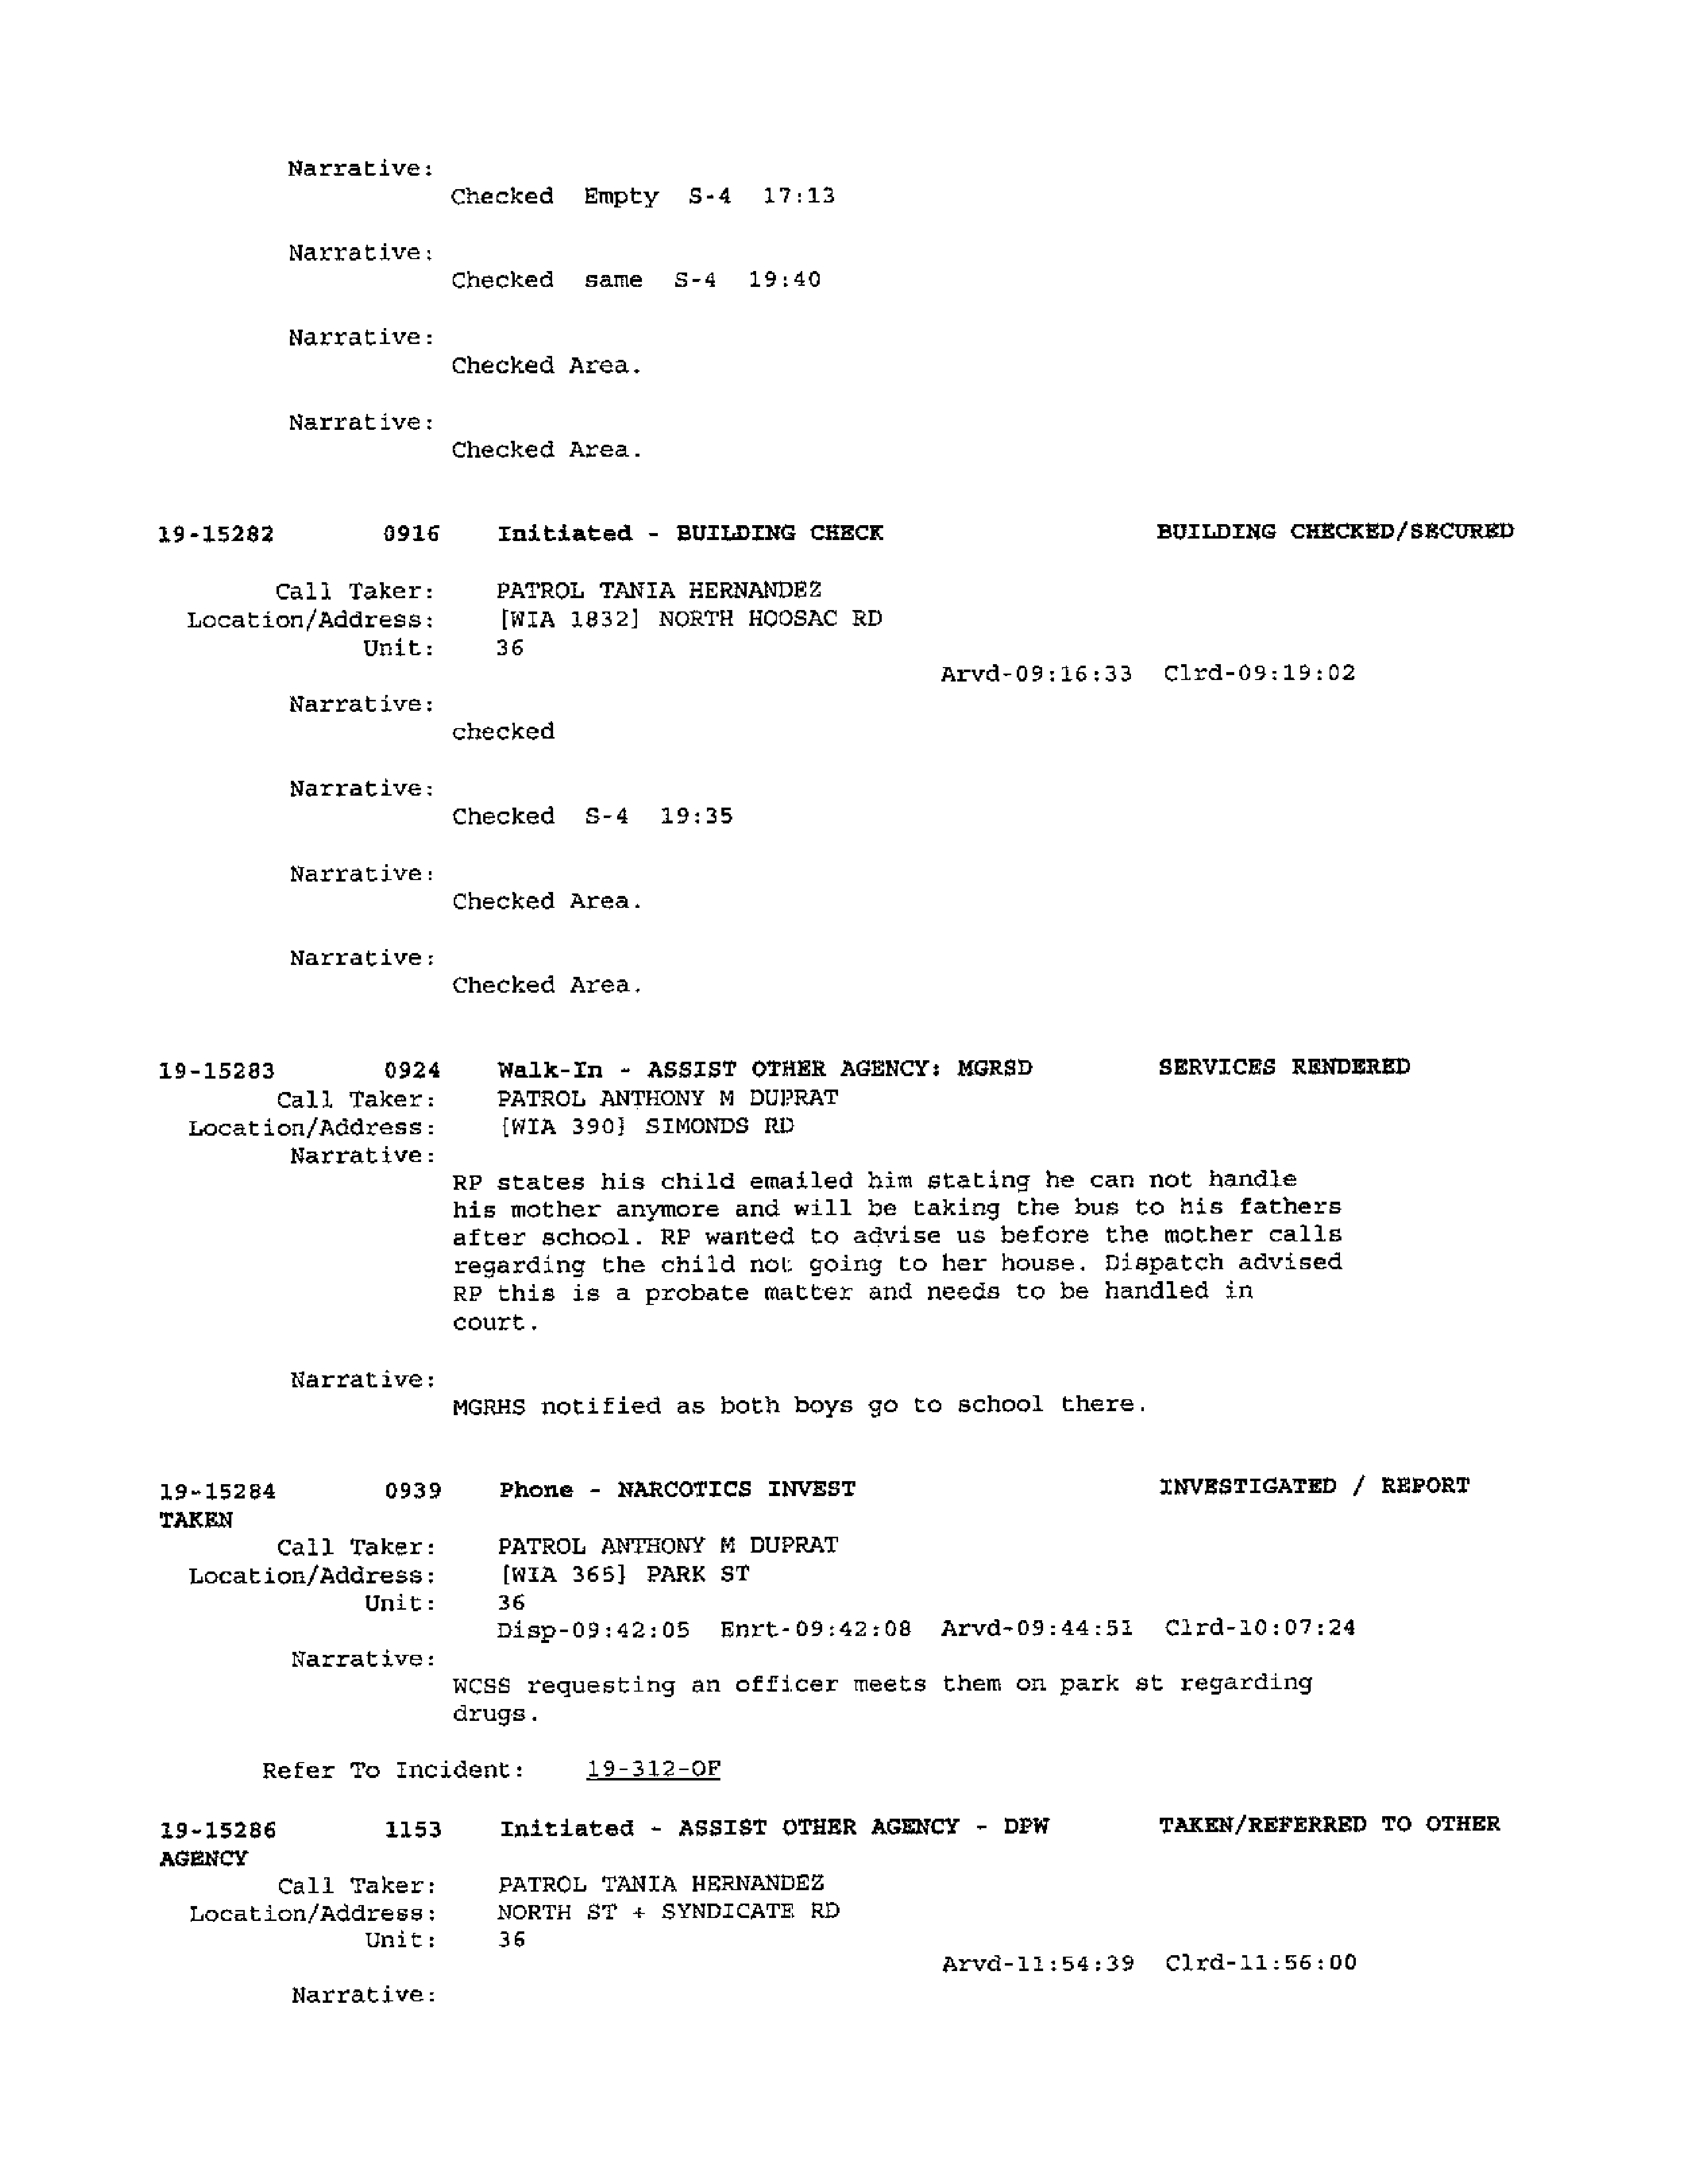 Narrative:
Checked Empty S-4 17:13
Narrative:
Checked same S-4 19:40
Narrative:
Checked Area.
Narrative:
Checked Area.
19-15282 0916 Initiated - BUILDING CHECK BUILDING CHECKED/SECURED
Call Taker: PATROL TANIA HERNANDEZ
Location/Address: [WIA 1832] NORTH HOOSAC RD
Unit: 36
Arvd-09:16:33 Clrd-09:19:02
Narrative:
checked
Narrative:
Checked S-4 19:35
Narrative:
Checked Area.
Narrative:
Checked Area.
19-15283 0924 Walk-In - ASSIST OTHER AGENCY: MGRSD SERVICES RENDERED
Call Taker: PATROL ANTHONY M DUPRAT
Location/Address: [WIA 390] SIMONDS RD
Narrative:
RP states his child emailed him stating he can not handle
his mother anymore and will be taking the bus to his fathers
after school. RP wanted to advise us before the mother calls
regarding the child not going to her house. Dispatch advised
RP this is a probate matter and needs to be handled in
court.
Narrative:
MGRHS notified as both boys go to school there.
19-15284 0939 Phone - NARCOTICS INVEST INVESTIGATED / REPORT
TAKEN
Call Taker: PATROL ANTHONY M DUPRAT
Location/Address: [WIA 365] PARK ST
Unit: 36
Disp-09:42:05 Enrt-09:42:08 Arvd-09:44:51 Clrd-10:07:24
Narrative:
WCSS requesting an officer meets them on park st regarding
drugs.
Refer To Incident: 19-312-OF
19-15286 1153 Initiated - ASSIST OTHER AGENCY - DPW TAKEN/REFERRED TO OTHER
AGENCY
Call Taker: PATROL TANIA HERNANDEZ
Location/Address: NORTH ST + SYNDICATE RD
Unit: 36
Arvd-11:54:39 Clrd-11:56:00
Narrative: